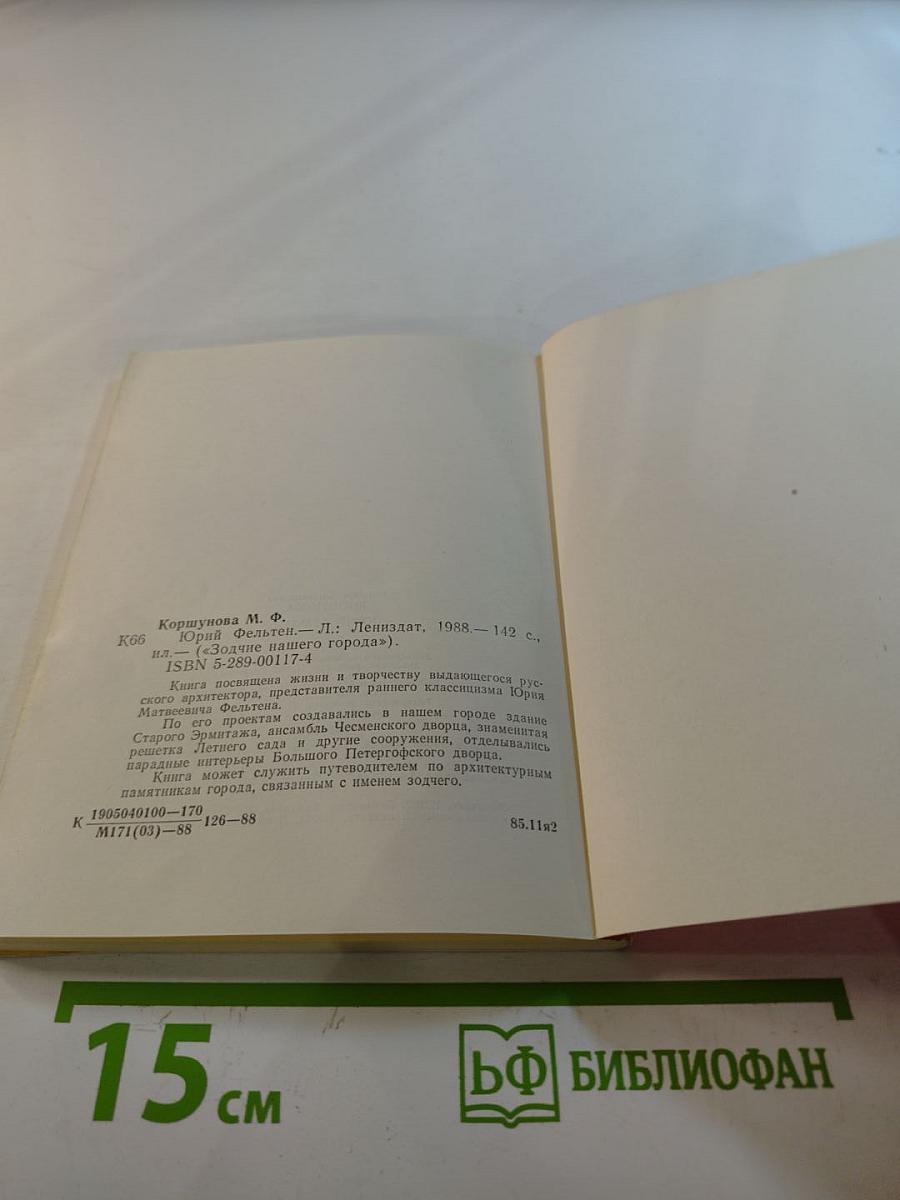 Коршунова М. Ф.
К66 Юрий Фельтен.— Л.: Лениздат, 1988.— 142 с.,
ил.— («Зодчие нашего города»).
ISBN 5-289-00117-4
Книга посвящена жизни и творчеству выдающегося рус-
ского архитектора, представителя раннего классицизма Юрия
Матвеевича Фельтена.
По его проектам создавались в нашем городе здание
Старого Эрмитажа, ансамбль Чесменского дворца, знаменитая
решетка Летнего сада и другие сооружения, отделывались
парадные интерьеры Большого Петергофского дворца.
Книга может служить путеводителем по архитектурным
памятникам города, связанным с именем зодчего.
К 1905040100—170 126—88
М171(03)—88
85.11я2
15 см
ЬФ БИБЛИОФАН